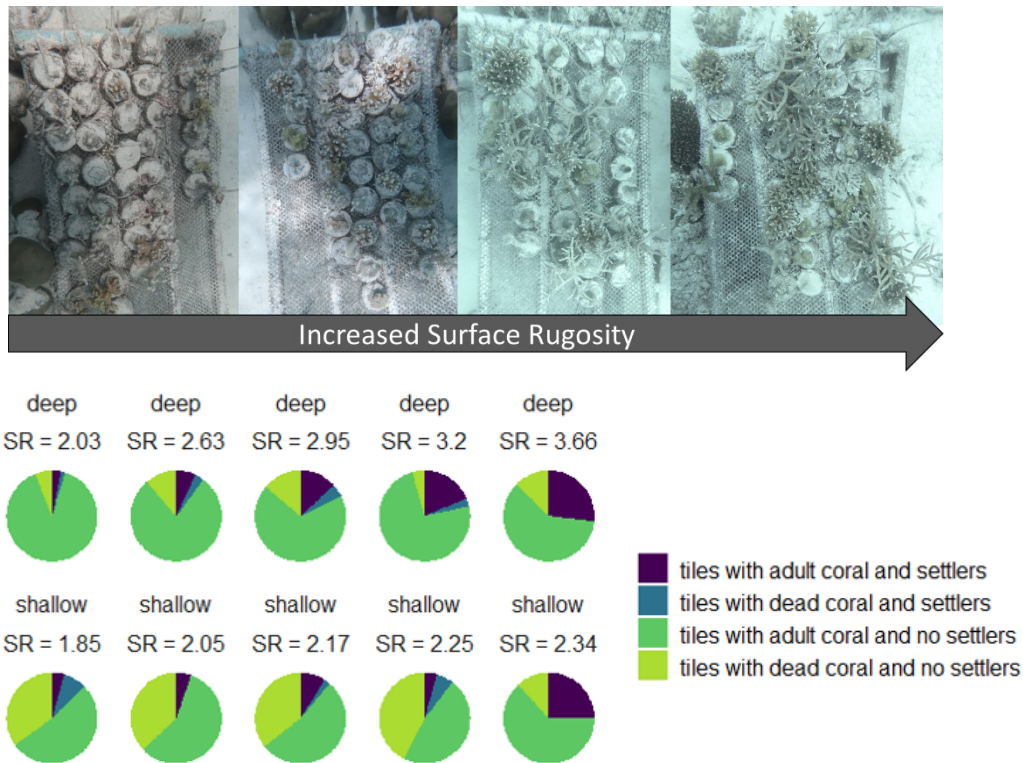 Increased Surface Rugosity
deep deep deep deep deep
SR = 2.03 SR = 2.63 SR = 2.95 SR = 3.2 SR = 3.66
shallow shallow shallow shallow shallow
SR = 1.85 SR = 2.05 SR = 2.17 SR = 2.25 SR = 2.34
tiles with adult coral and settlers
tiles with dead coral and settlers
tiles with adult coral and no settlers
tiles with dead coral and no settlers